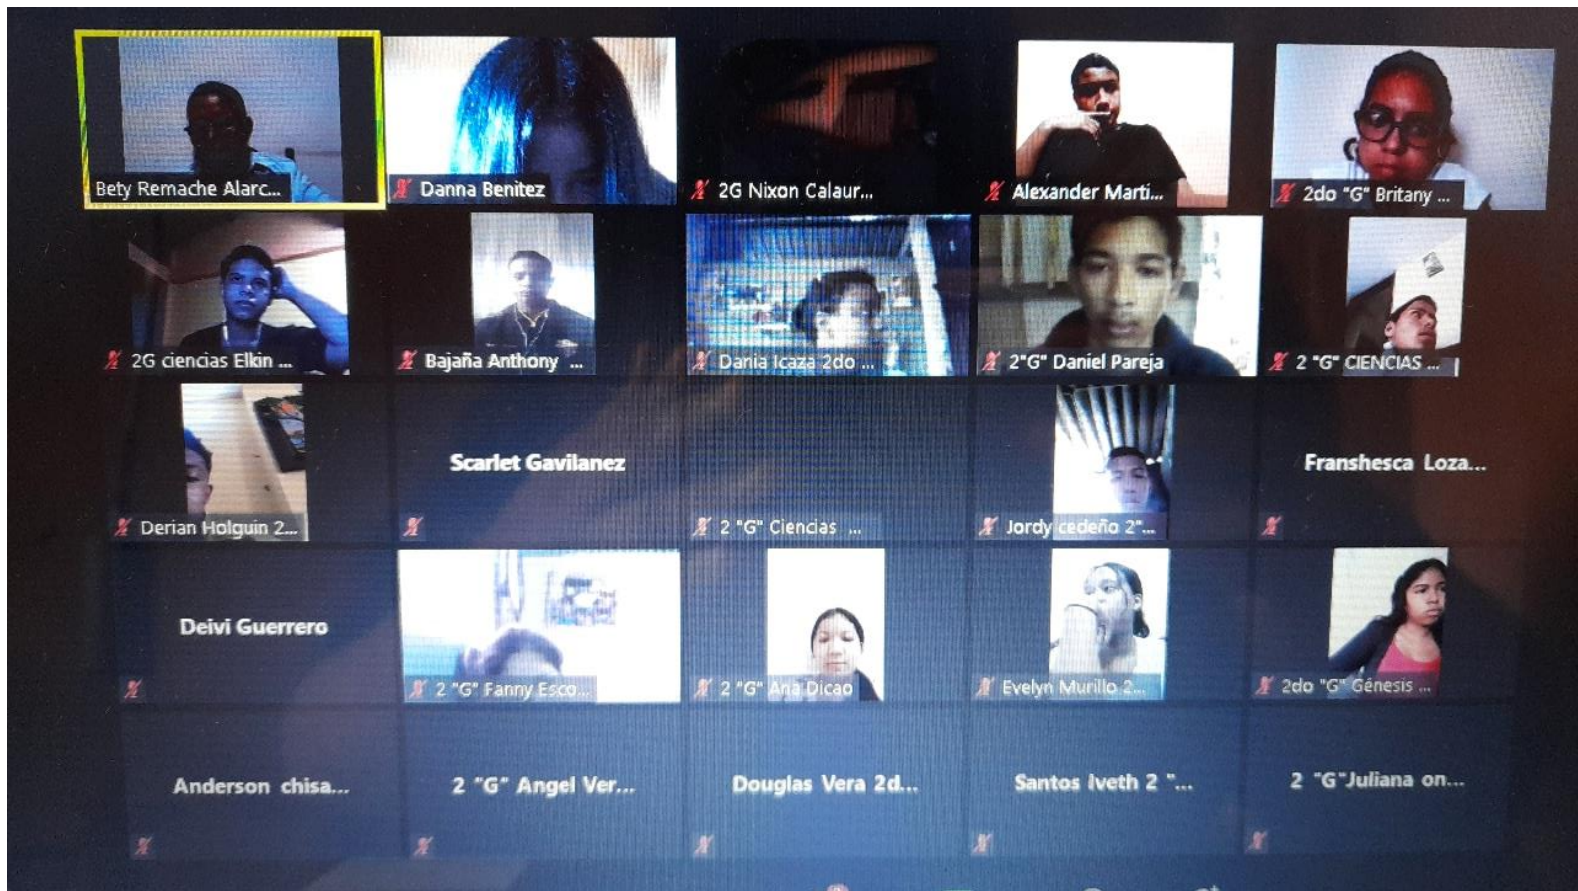 Bety Remache Alarc...
Danna Benitez
2G Nixon Calaur...
Alexander Marti...
2do "G" Britany ...
2G ciencias Elkin ...
Bajaña Anthony ...
Dania Icaza 2do ...
2"G" Daniel Pareja
2 "G" CIENCIAS ...
Derian Holguin 2...
Scarlet Gavilanez
2 "G" Ciencias ...
Jordy cedeño 2"...
Franshesca Loza...
Deivi Guerrero
2 "G" Fanny Esco...
2 "G" Ana Dicao
Evelyn Murillo 2...
2do "G" Génesis ...
Anderson chisa...
2 "G" Angel Ver...
Douglas Vera 2d...
Santos Iveth 2 "...
2 "G"Juliana on...